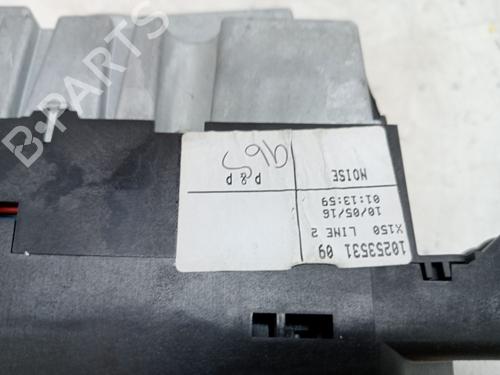 10253531 09
X150 LINE 2
10/05/16
01:13:59
NOISE
P & P
B-PARTS